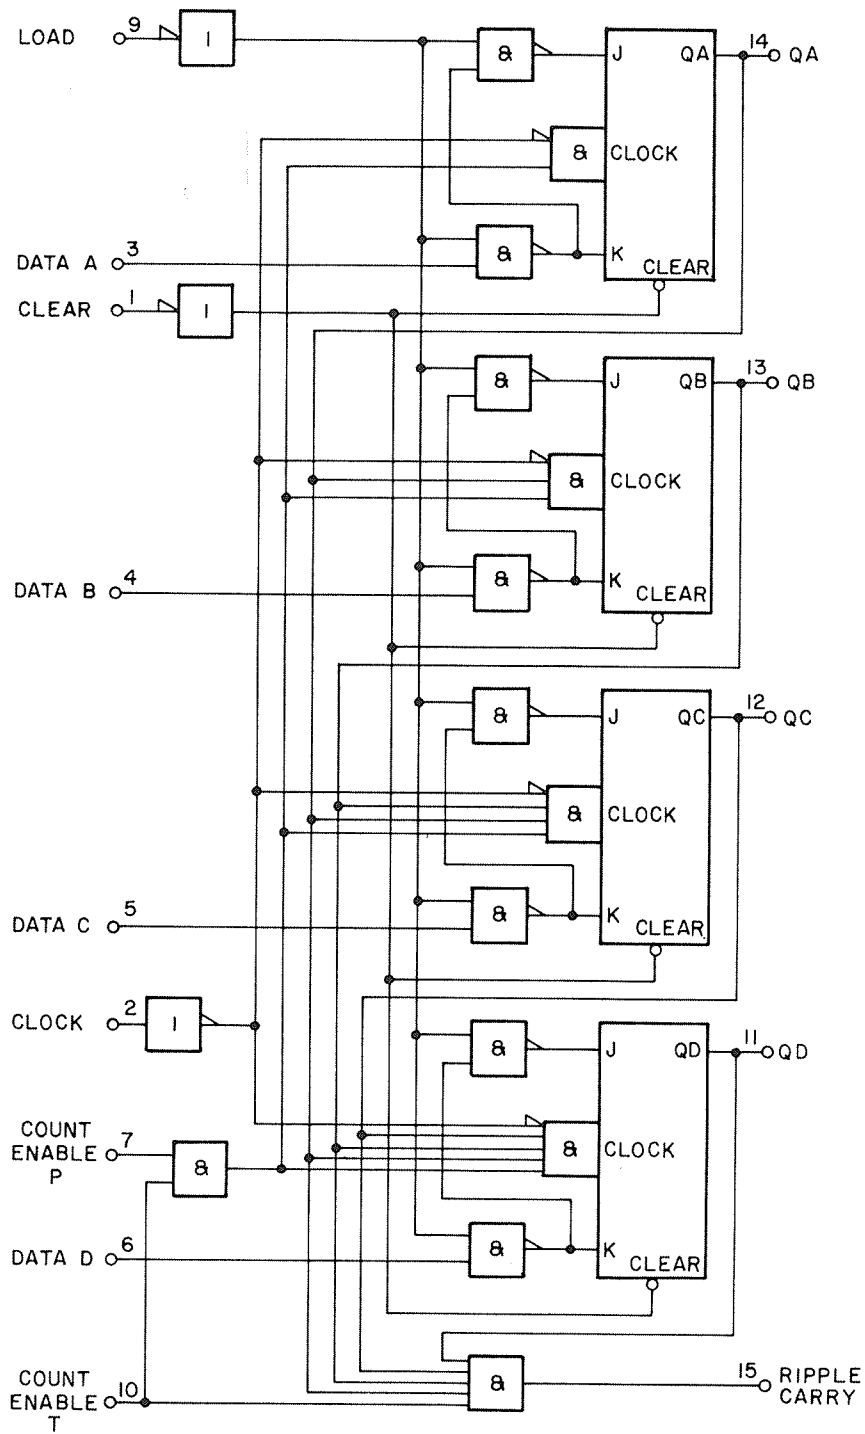 LOAD 9 1 & J QA 14 QA
& CLOCK
DATA A 3 & K CLEAR
CLEAR 1 1
& J QB 13 QB
& CLOCK
DATA B 4 & K CLEAR
& J QC 12 QC
& CLOCK
DATA C 5 & K CLEAR
CLOCK 2 1
& J QD 11 QD
COUNT
ENABLE 7 & & CLOCK
P
DATA D 6 & K CLEAR
COUNT
ENABLE 10 & 15 RIPPLE
T CARRY